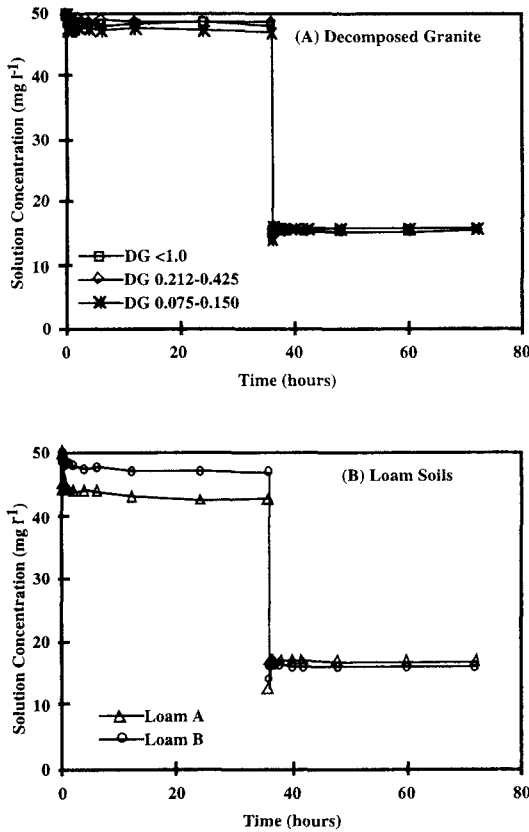 50
40
30
20
10
0
Solution Concentration (mg l-1)
(A) Decomposed Granite
DG <1.0
DG 0.212-0.425
DG 0.075-0.150
0 20 40 60 80
Time (hours)
50
40
30
20
10
0
Solution Concentration (mg l-1)
(B) Loam Soils
Loam A
Loam B
0 20 40 60 80
Time (hours)